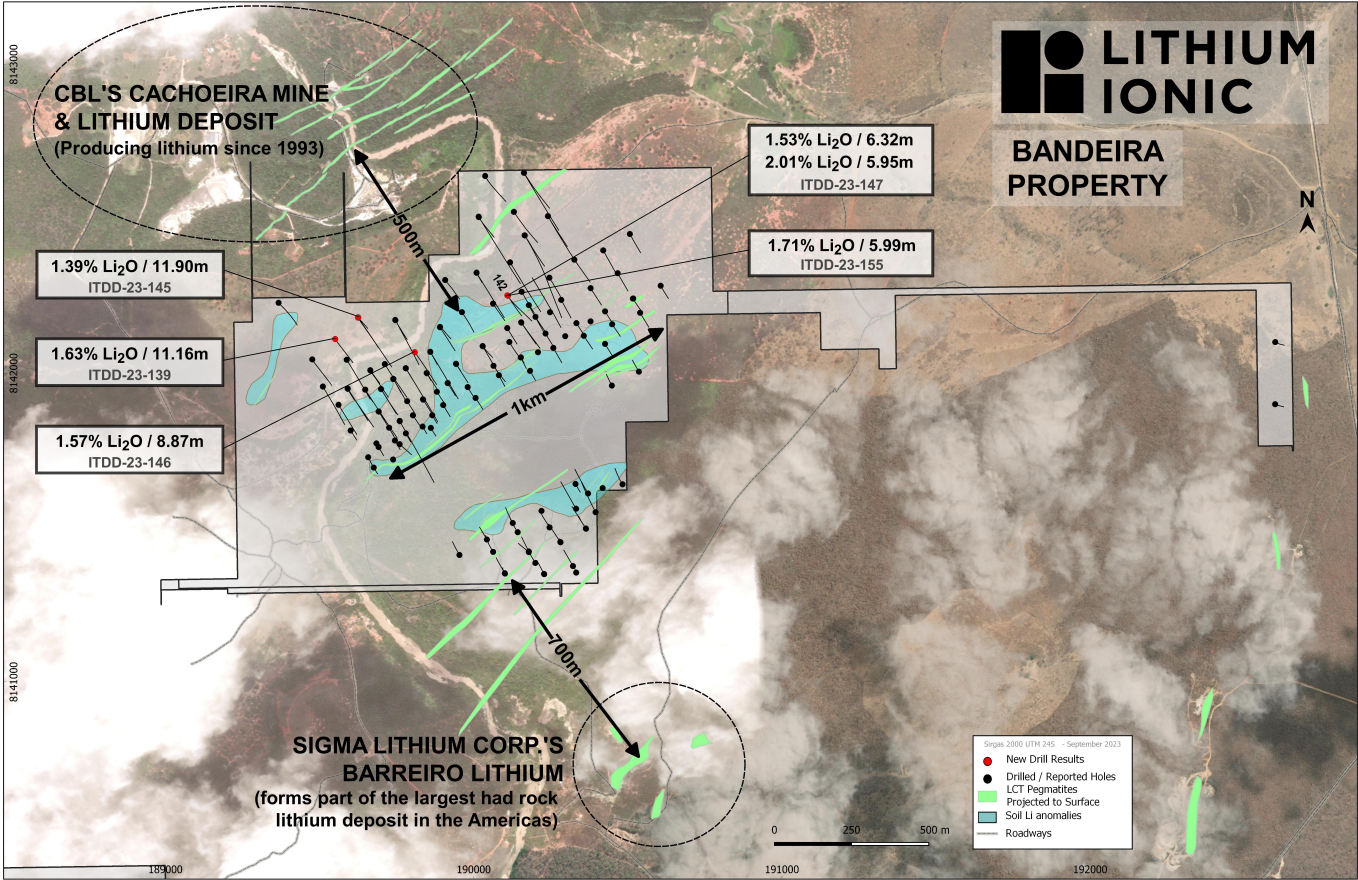 LITHIUM
IONIC
BANDEIRA
PROPERTY
N
CBL'S CACHOEIRA MINE
& LITHIUM DEPOSIT
(Producing lithium since 1993)
500m
1.53% Li2O / 6.32m
2.01% Li2O / 5.95m
ITDD-23-147
1.71% Li2O / 5.99m
ITDD-23-155
1.39% Li2O / 11.90m
ITDD-23-145
1.63% Li2O / 11.16m
ITDD-23-139
1.57% Li2O / 8.87m
ITDD-23-146
142
1km
700m
SIGMA LITHIUM CORP.'S
BARREIRO LITHIUM
(forms part of the largest had rock
lithium deposit in the Americas)
Sirgas 2000 UTM 24S - September 2023
New Drill Results
Drilled / Reported Holes
LCT Pegmatites
Projected to Surface
Soil Li anomalies
Roadways
0 250 500 m
8143000
8142000
8141000
189000 190000 191000 192000